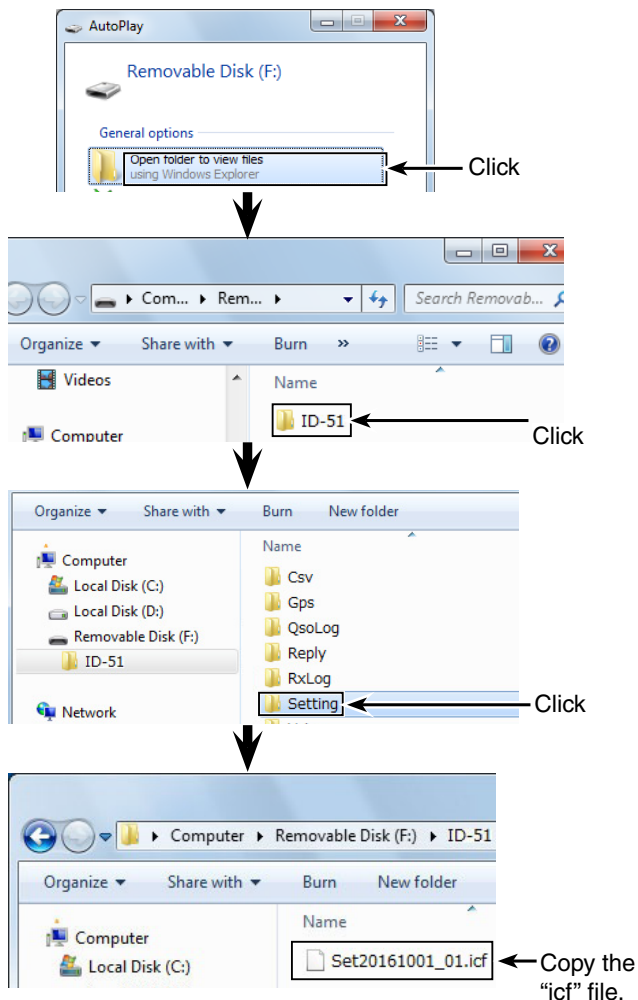 AutoPlay
Removable Disk (F:)
General options
Open folder to view files
using Windows Explorer
Click
Com... Rem... Search Removab...
Organize Share with Burn »
Videos
Name
ID-51
Computer
Click
Organize Share with Burn New folder
Name
Computer
Local Disk (C:)
Local Disk (D:)
Removable Disk (F:)
ID-51
Network
Csv
Gps
QsoLog
Reply
RxLog
Setting
Click
Computer Removable Disk (F:) ID-51
Organize Share with Burn New folder
Name
Computer
Local Disk (C:)
Set20161001_01.icf
Copy the
“icf” file.